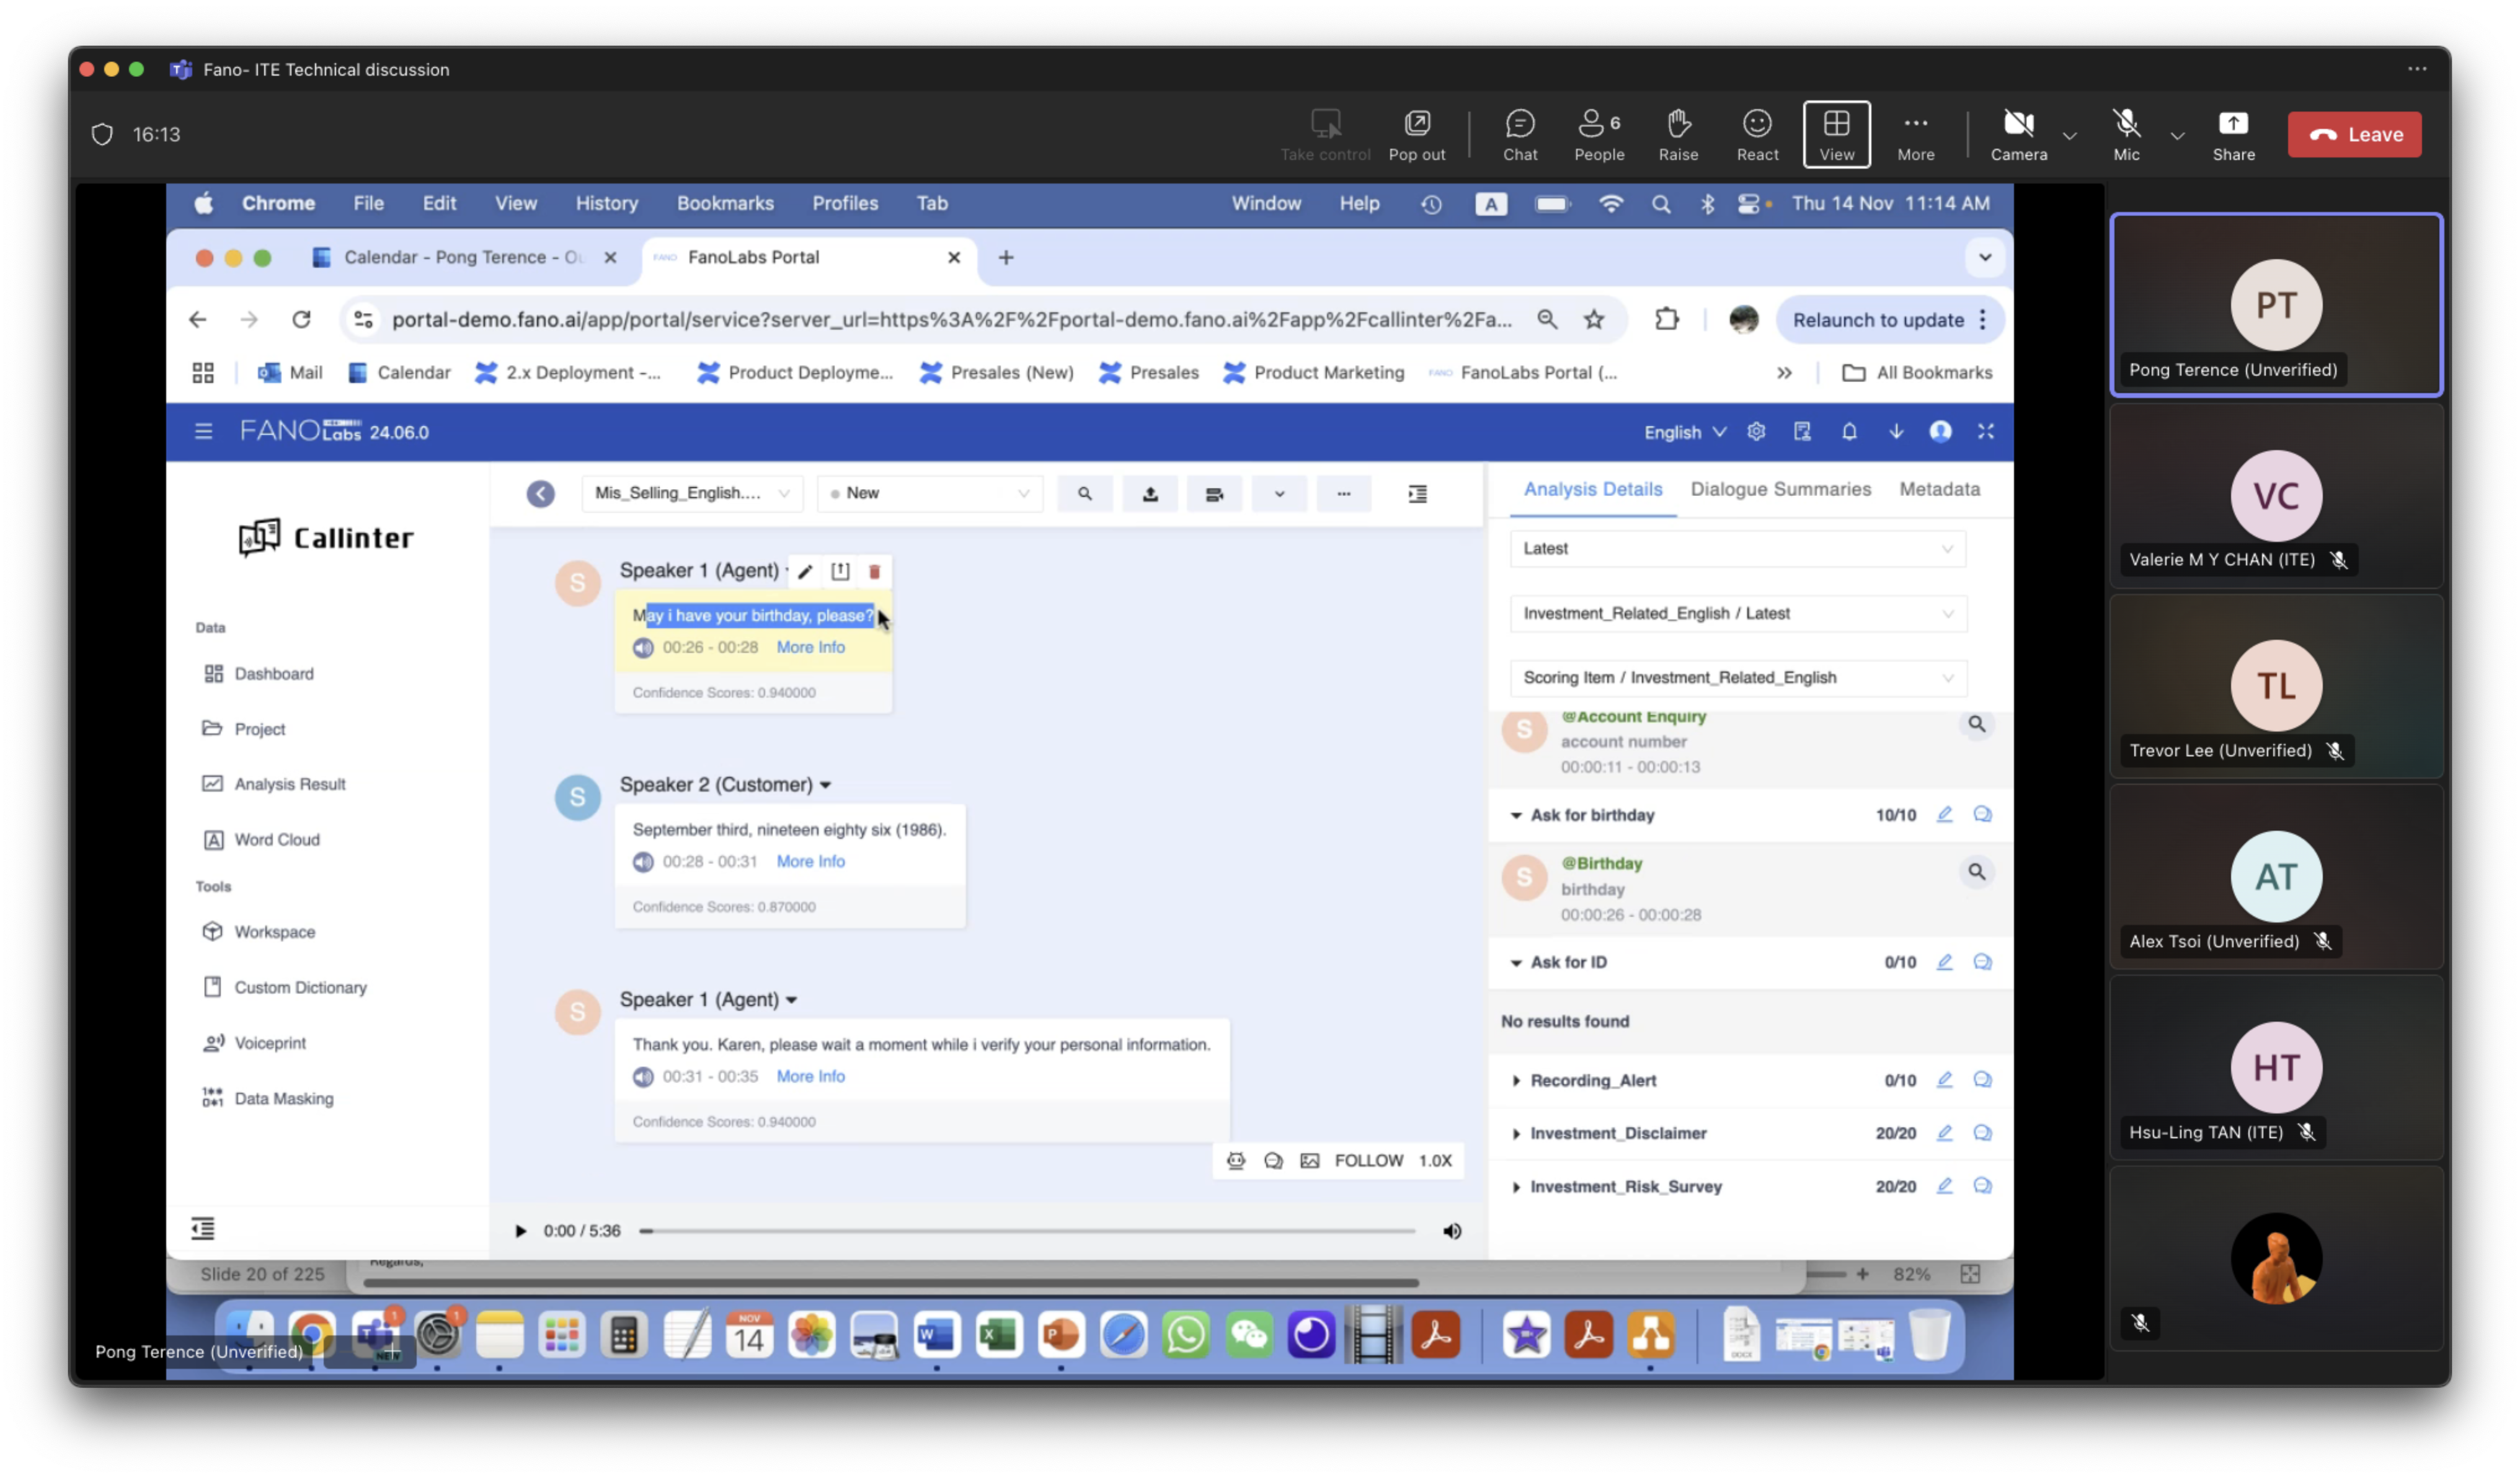 Fano- ITE Technical discussion
16:13
Take control
Pop out
Chat
6
People
Raise
React
View
More
Camera
Mic
Share
Leave
Chrome File Edit View History Bookmarks Profiles Tab Window Help A Thu 14 Nov 11:14 AM
Calendar - Pong Terence - Ou
FANO FanoLabs Portal
portal-demo.fano.ai/app/portal/service?server_url=https%3A%2F%2Fportal-demo.fano.ai%2Fapp%2Fcallinter%2Fa...
Relaunch to update
Mail Calendar 2.x Deployment -... Product Deployme... Presales (New) Presales Product Marketing FANO FanoLabs Portal (... >> All Bookmarks
FANO Labs 24.06.0
English
Callinter
Data
Dashboard
Project
Analysis Result
Word Cloud
Tools
Workspace
Custom Dictionary
Voiceprint
Data Masking
Mis_Selling_English....
New
S
Speaker 1 (Agent)
May i have your birthday, please?
00:26 - 00:28 More Info
Confidence Scores: 0.940000
S
Speaker 2 (Customer)
September third, nineteen eighty six (1986).
00:28 - 00:31 More Info
Confidence Scores: 0.870000
S
Speaker 1 (Agent)
Thank you. Karen, please wait a moment while i verify your personal information.
00:31 - 00:35 More Info
Confidence Scores: 0.940000
FOLLOW 1.0X
0:00 / 5:36
Analysis Details Dialogue Summaries Metadata
Latest
Investment_Related_English / Latest
Scoring Item / Investment_Related_English
S
@Account Enquiry
account number
00:00:11 - 00:00:13
Ask for birthday 10/10
S
@Birthday
birthday
00:00:26 - 00:00:28
Ask for ID 0/10
No results found
Recording_Alert 0/10
Investment_Disclaimer 20/20
Investment_Risk_Survey 20/20
Slide 20 of 225
Regards,
82%
1
1
NEW
NOV
14
W
X
P
DOCX
Pong Terence (Unverified)
PT
Pong Terence (Unverified)
VC
Valerie M Y CHAN (ITE)
TL
Trevor Lee (Unverified)
AT
Alex Tsoi (Unverified)
HT
Hsu-Ling TAN (ITE)